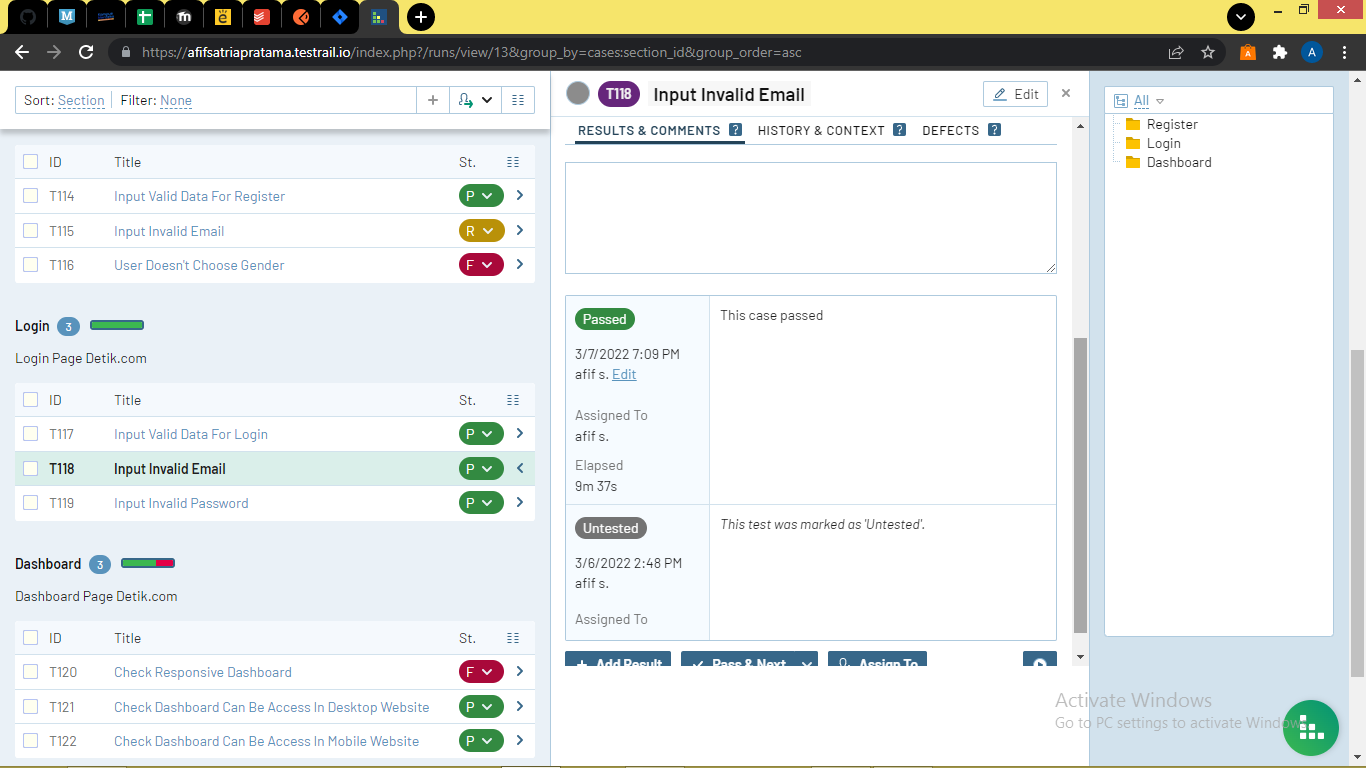 https://afifsatriapratama.testrail.io/index.php?/runs/view/13&group_by=cases:section_id&group_order=asc
A
Sort: Section
Filter: None
ID Title St.
T114 Input Valid Data For Register P
T115 Input Invalid Email R
T116 User Doesn't Choose Gender F
Login 3
Login Page Detik.com
ID Title St.
T117 Input Valid Data For Login P
T118 Input Invalid Email P
T119 Input Invalid Password P
Dashboard 3
Dashboard Page Detik.com
ID Title St.
T120 Check Responsive Dashboard F
T121 Check Dashboard Can Be Access In Desktop Website P
T122 Check Dashboard Can Be Access In Mobile Website P
T118 Input Invalid Email
Edit
RESULTS & COMMENTS ? HISTORY & CONTEXT ? DEFECTS ?
Passed
This case passed
3/7/2022 7:09 PM
afif s. Edit
Assigned To
afif s.
Elapsed
9m 37s
Untested
This test was marked as 'Untested'.
3/6/2022 2:48 PM
afif s.
Assigned To
Add Result Pass & Next Assign To
All
Register
Login
Dashboard
Activate Windows
Go to PC settings to activate Windows.